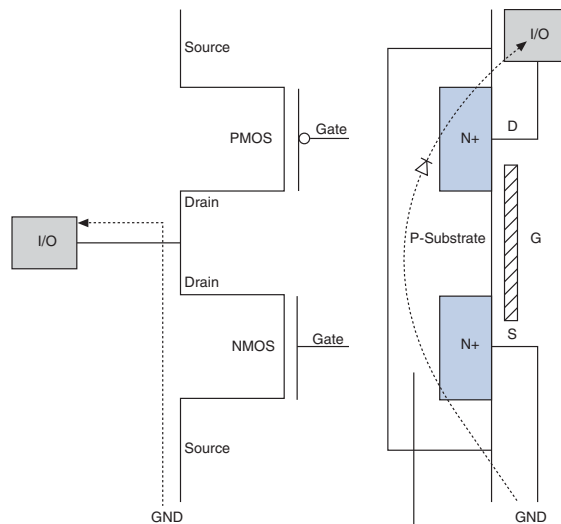 Source
PMOS
Gate
Drain
I/O
Drain
NMOS
Gate
Source
GND
I/O
N+
D
P-Substrate
G
S
N+
GND